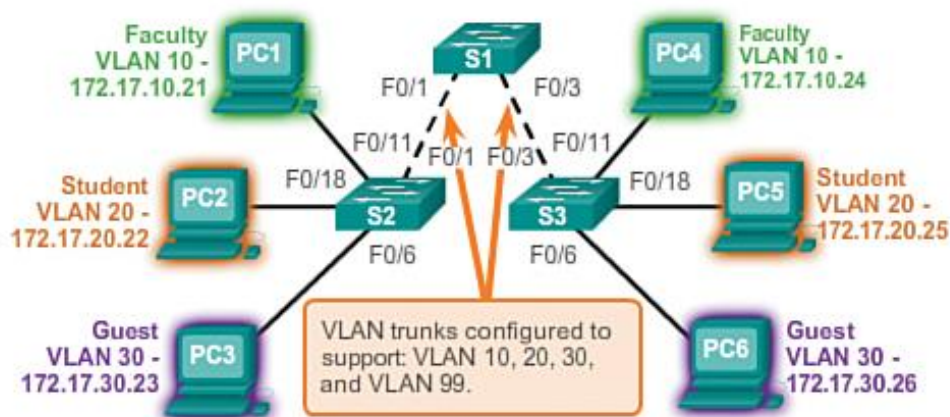 Faculty
VLAN 10 -
172.17.10.21
PC1
S1
PC4
Faculty
VLAN 10 -
172.17.10.24
F0/1
F0/3
F0/11
F0/1
F0/3
F0/11
Student
VLAN 20 -
172.17.20.22
PC2
F0/18
S2
S3
F0/18
PC5
Student
VLAN 20 -
172.17.20.25
F0/6
F0/6
Guest
VLAN 30 -
172.17.30.23
PC3
VLAN trunks configured to
support: VLAN 10, 20, 30,
and VLAN 99.
PC6
Guest
VLAN 30 -
172.17.30.26